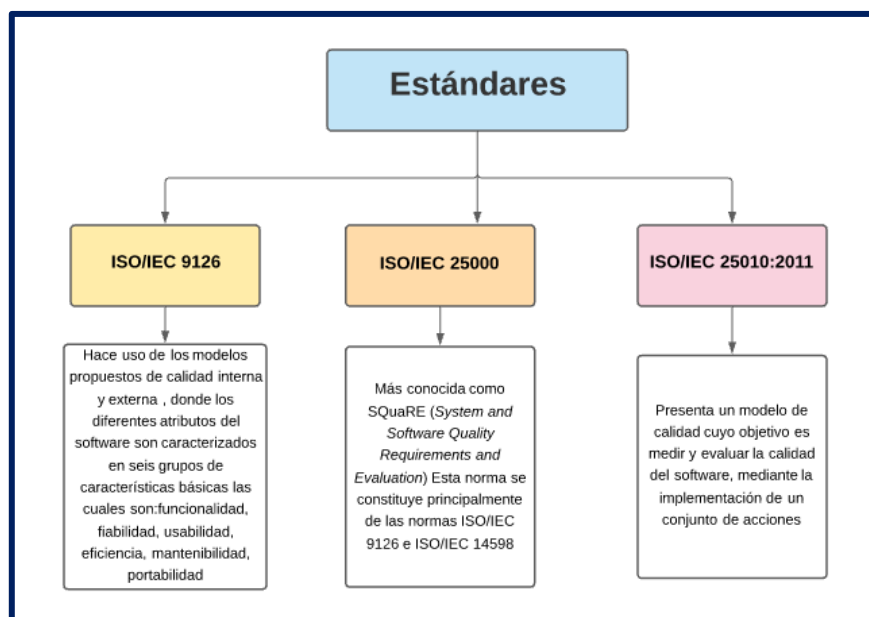 Estándares
ISO/IEC 9126
Hace uso de los modelos
propuestos de calidad interna
y externa , donde los
diferentes atributos del
software son caracterizados
en seis grupos de
características básicas las
cuales son:funcionalidad,
fiabilidad, usabilidad,
eficiencia, mantenibilidad,
portabilidad
ISO/IEC 25000
Más conocida como
SQuaRE (System and
Software Quality
Requirements and
Evaluation) Esta norma se
constituye principalmente
de las normas ISO/IEC
9126 e ISO/IEC 14598
ISO/IEC 25010:2011
Presenta un modelo de
calidad cuyo objetivo es
medir y evaluar la calidad
del software, mediante la
implementación de un
conjunto de acciones